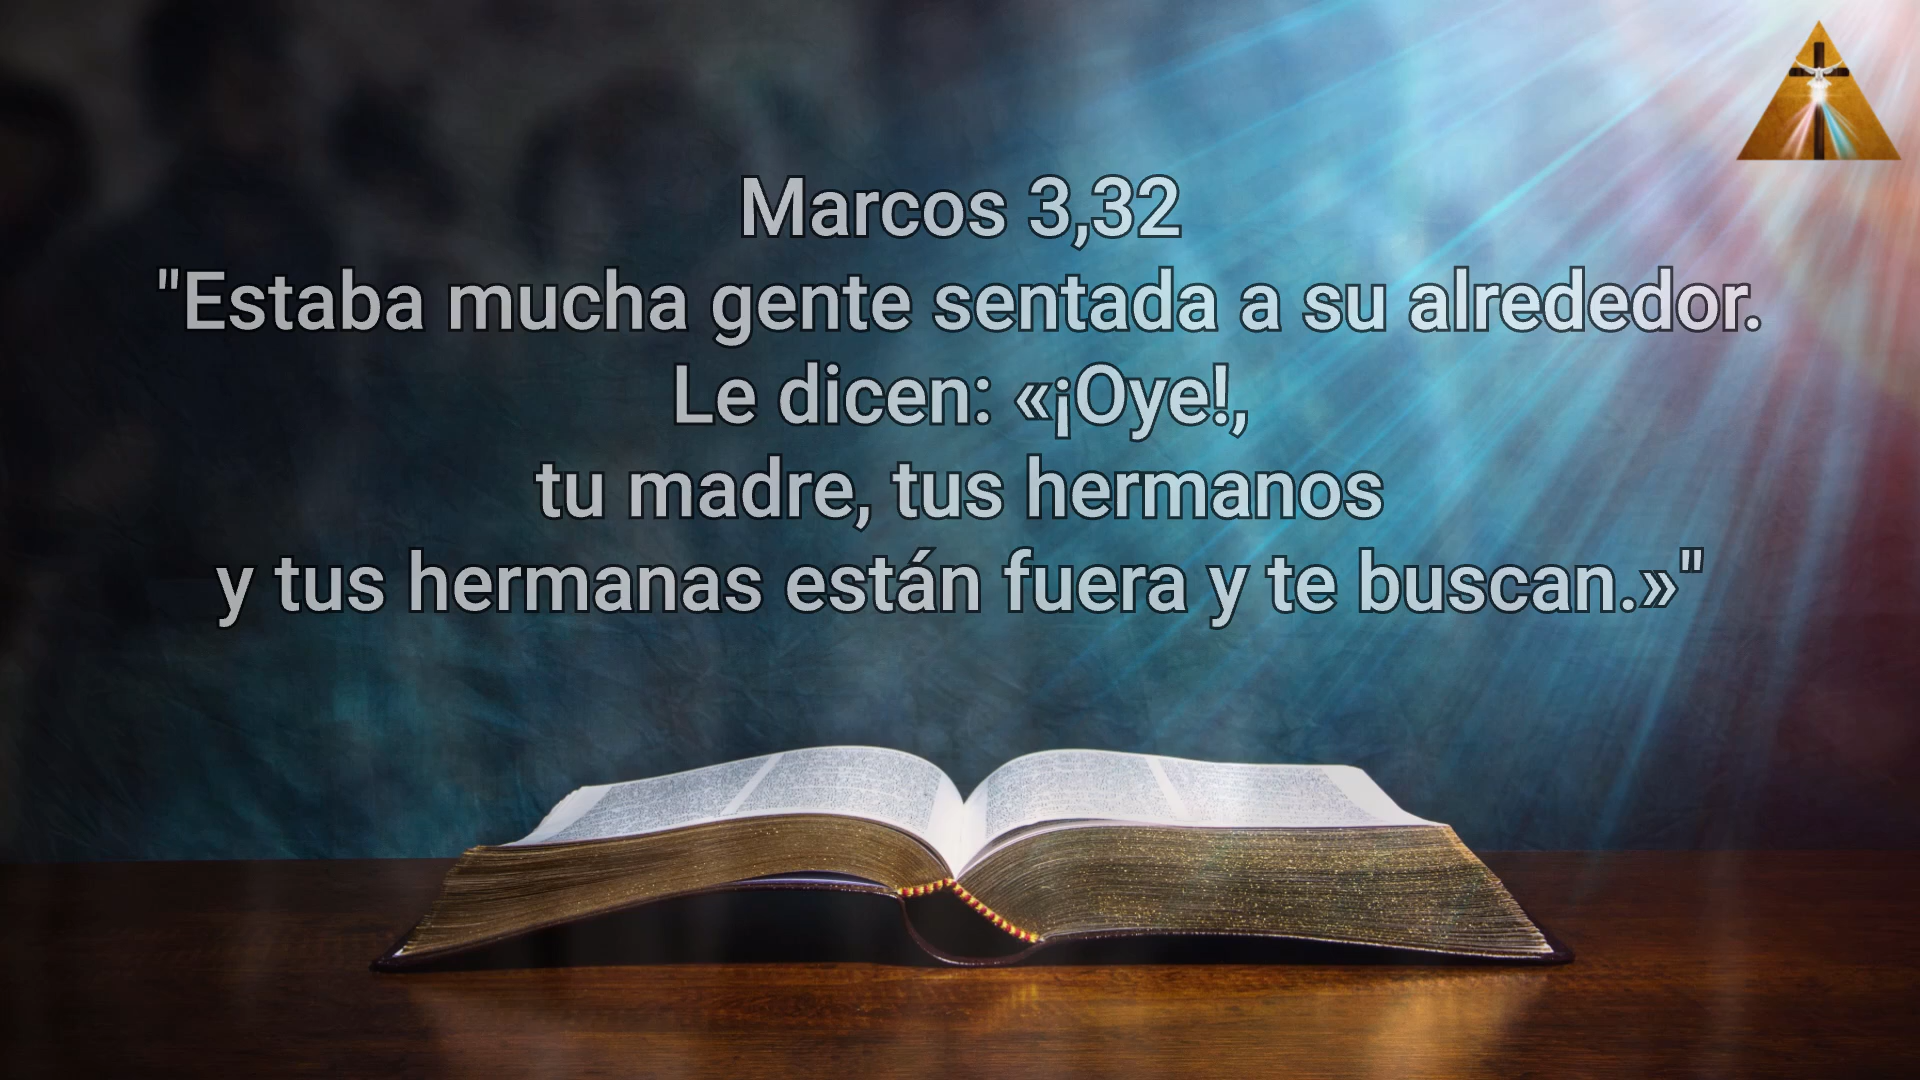 Marcos 3,32
"Estaba mucha gente sentada a su alrededor.
Le dicen: «¡Oye!,
tu madre, tus hermanos
y tus hermanas están fuera y te buscan.»"